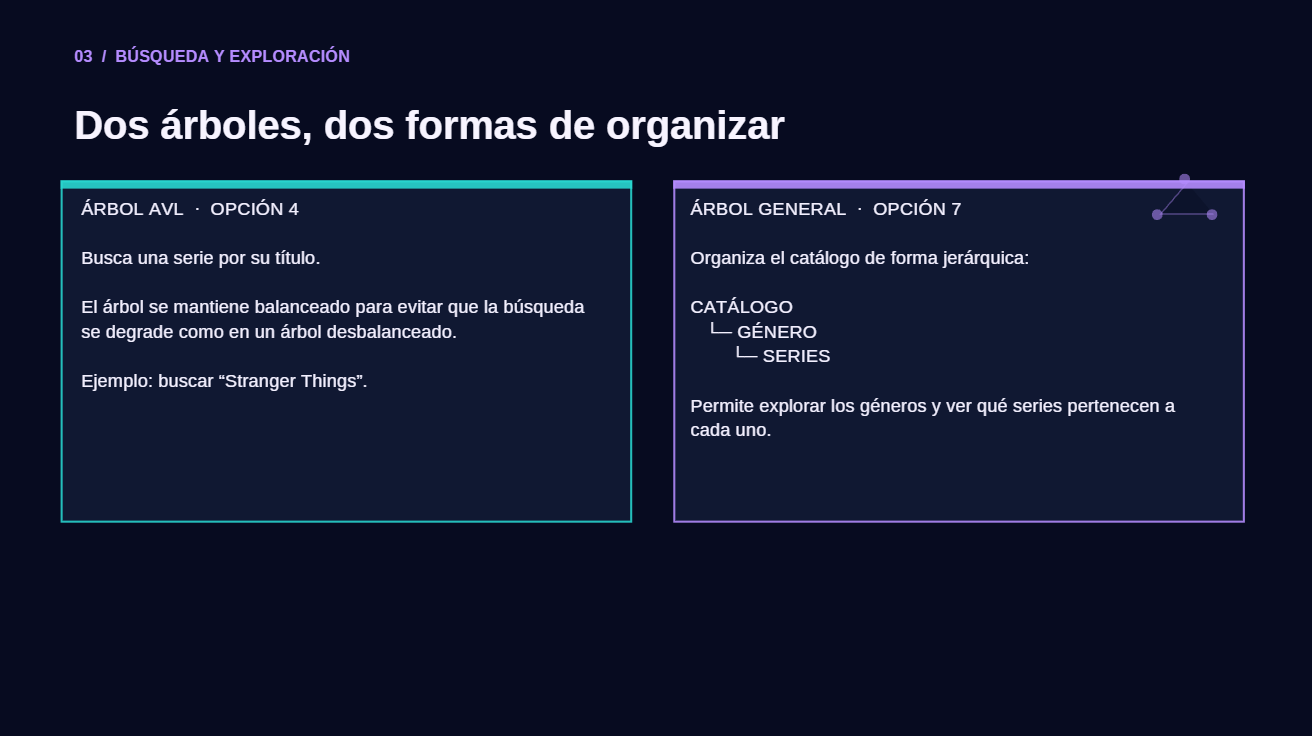 03 / BÚSQUEDA Y EXPLORACIÓN
Dos árboles, dos formas de organizar
ÁRBOL AVL · OPCIÓN 4
Busca una serie por su título.
El árbol se mantiene balanceado para evitar que la búsqueda
se degrade como en un árbol desbalanceado.
Ejemplo: buscar “Stranger Things”.
ÁRBOL GENERAL · OPCIÓN 7
Organiza el catálogo de forma jerárquica:
CATÁLOGO
└─ GÉNERO
└─ SERIES
Permite explorar los géneros y ver qué series pertenecen a
cada uno.